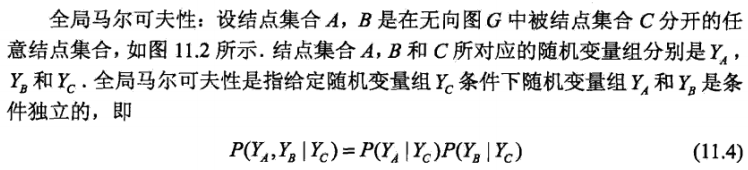 全局马尔可夫性：设结点集合 A，B 是在无向图 G 中被结点集合 C 分开的任
意结点集合，如图 11.2 所示．结点集合 A, B 和 C 所对应的随机变量组分别是 Y_A，
Y_B 和 Y_C．全局马尔可夫性是指给定随机变量组 Y_C 条件下随机变量组 Y_A 和 Y_B 是条
件独立的，即
P(Y_A, Y_B | Y_C) = P(Y_A | Y_C)P(Y_B | Y_C) (11.4)